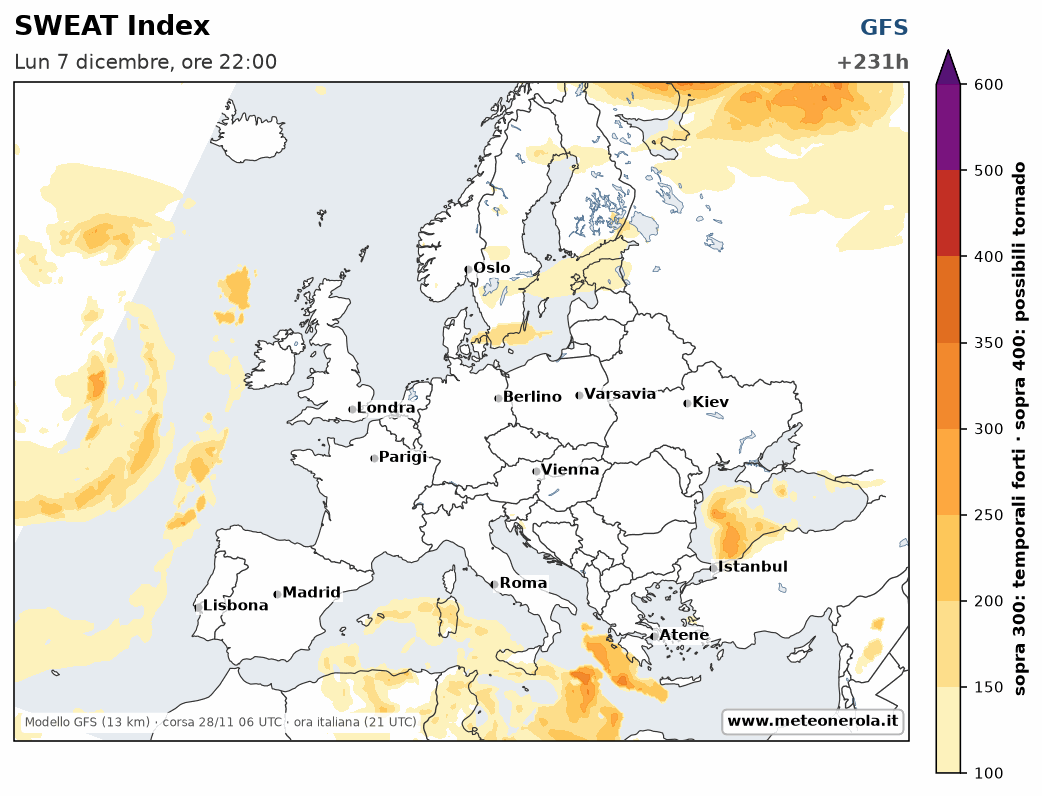 SWEAT Index
GFS
Lun 7 dicembre, ore 22:00
+231h
600
500
400
350
300
250
200
150
100
sopra 300: temporali forti · sopra 400: possibili tornado
Oslo
Berlino
Varsavia
Kiev
Londra
Parigi
Vienna
Istanbul
Roma
Madrid
Lisbona
Atene
Modello GFS (13 km) · corsa 28/11 06 UTC · ora italiana (21 UTC)
www.meteonerola.it